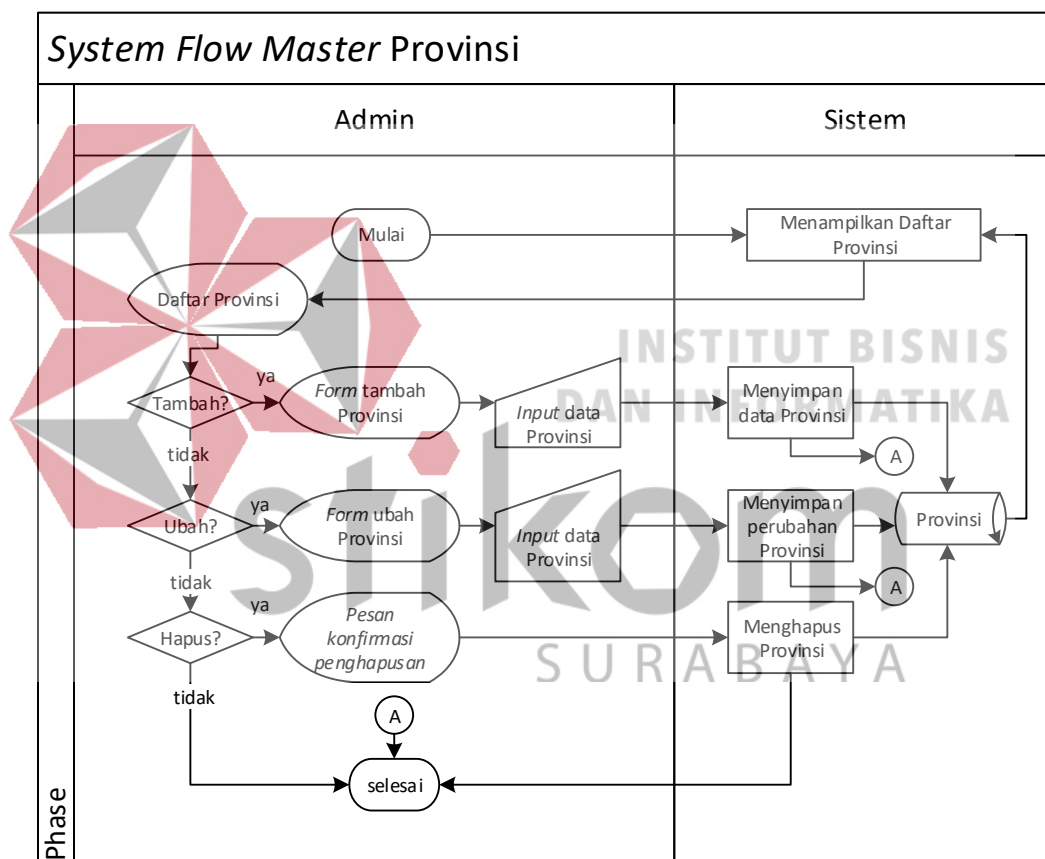 System Flow Master Provinsi
Admin
Sistem
Mulai
Menampilkan Daftar
Provinsi
Daftar Provinsi
INSTITUT BISNIS
DAN INFORMATIKA
Tambah?
ya
Form tambah
Provinsi
Input data
Provinsi
Menyimpan
data Provinsi
A
tidak
stikom
Ubah?
ya
Form ubah
Provinsi
Input data
Provinsi
Menyimpan
perubahan
Provinsi
Provinsi
A
tidak
Hapus?
ya
Pesan
konfirmasi
penghapusan
Menghapus
Provinsi
SURABAYA
tidak
A
selesai
Phase